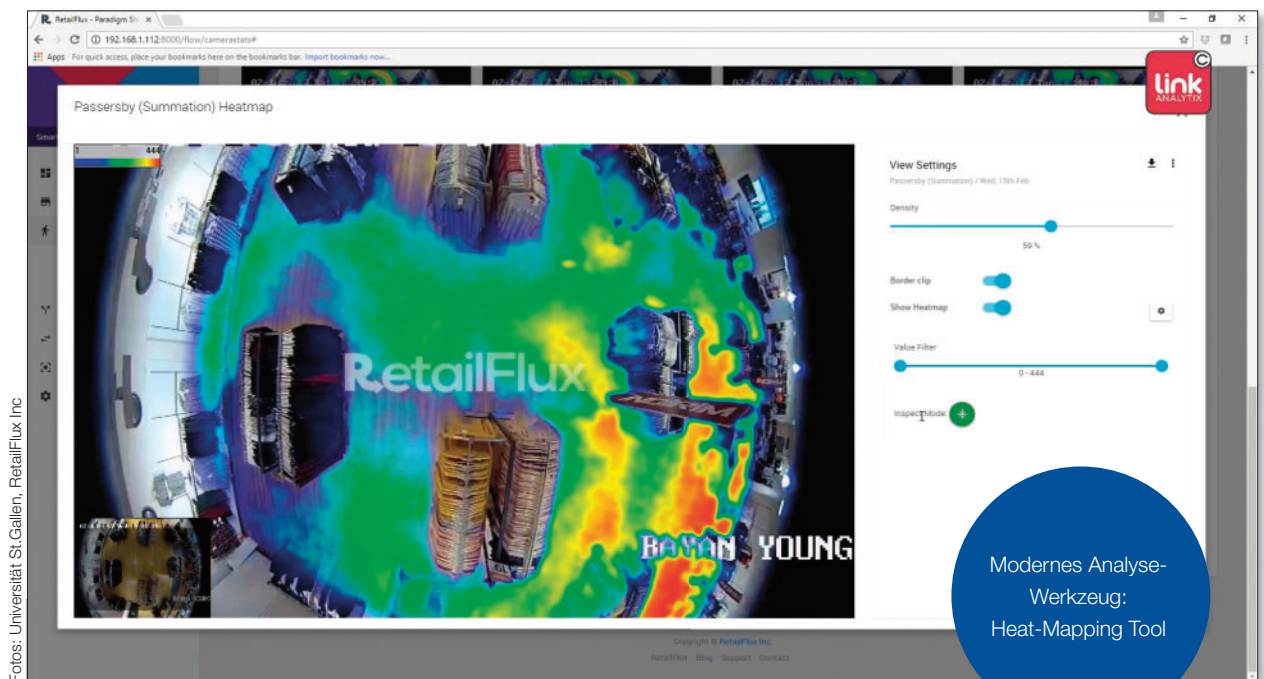 RetailFlux - Paradigm Sh
192.168.1.112:8000/flow/camerastats#
Apps For quick access, place your bookmarks here on the bookmarks bar. Import bookmarks now...
link
ANALYTIX
Passersby (Summation) Heatmap
1 444
View Settings
Passersby (Summation) / Wed, 15th Feb
Density
59 %
Border clip
Show Heatmap
Value Filter
0 - 444
Inspect Mode:
RetailFlux
BAYAN YOUNG
Modernes Analyse-
Werkzeug:
Heat-Mapping Tool
Copyright © RetailFlux Inc.
RetailFlux Blog Support Contact
Fotos: Universität St.Gallen, RetailFlux Inc